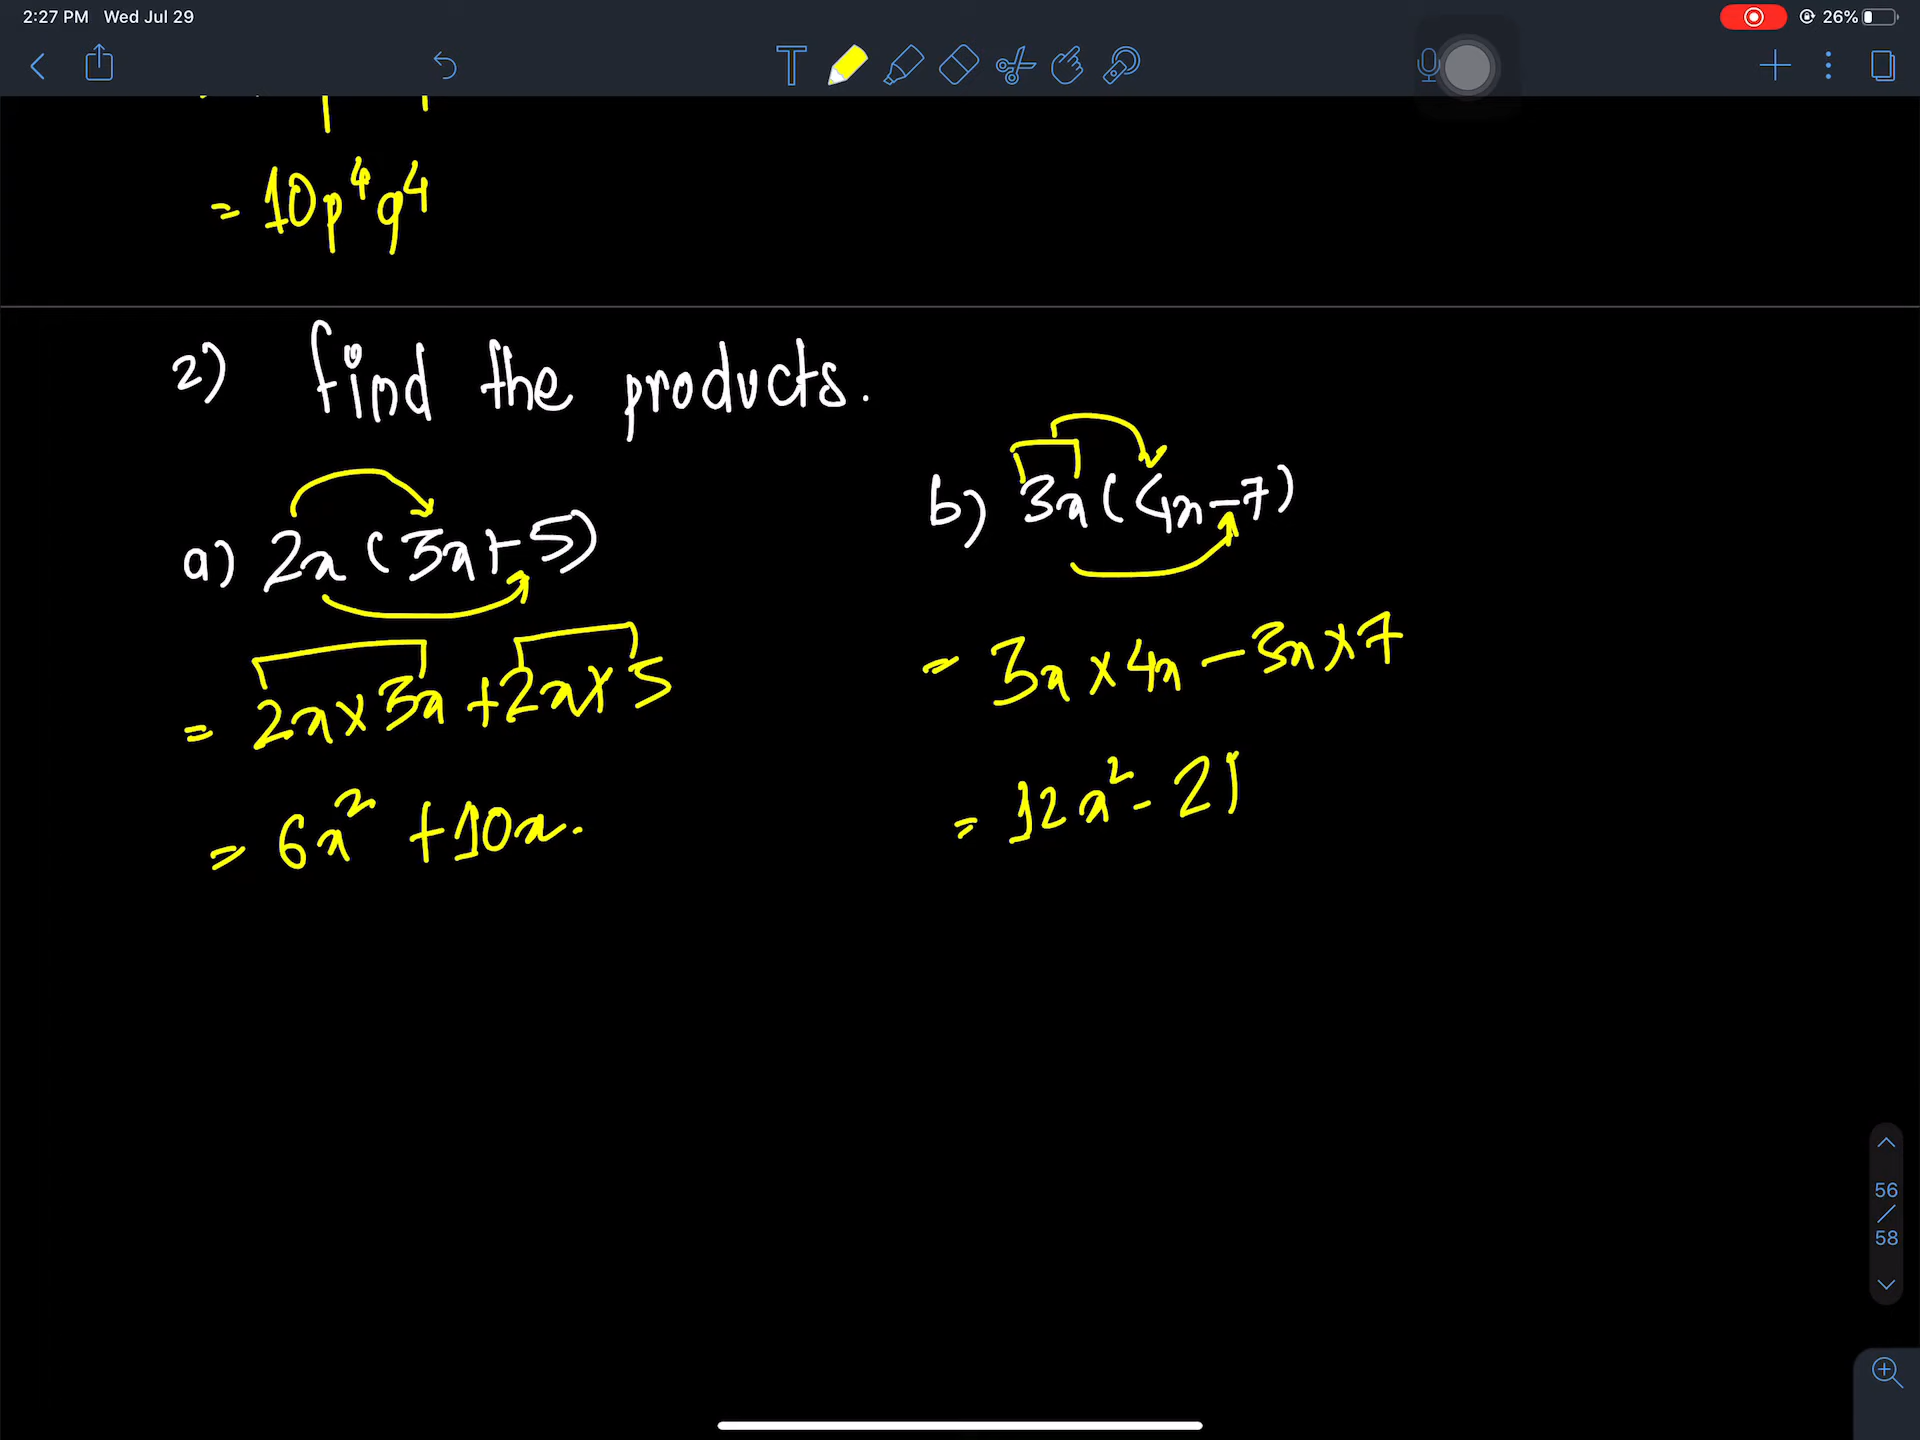 2:27 PM Wed Jul 29
26%
= 10p⁴q⁴
2) find the products.
a) 2x(3x+5)
= 2x×3x+2x×5
= 6x² +10x.
b) 3x(4x-7)
= 3x×4x-3x×7
= 12x²-21
56
/
58